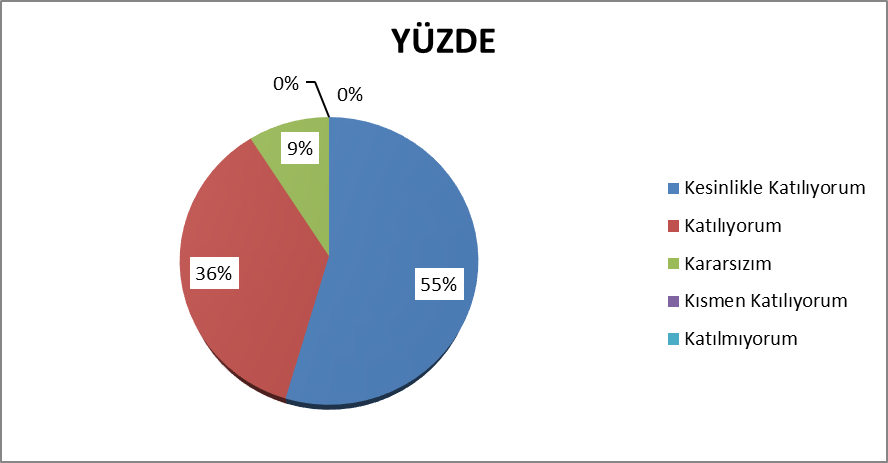 YÜZDE
0%
0%
9%
36%
55%
Kesinlikle Katılıyorum
Katılıyorum
Kararsızım
Kısmen Katılıyorum
Katılmıyorum